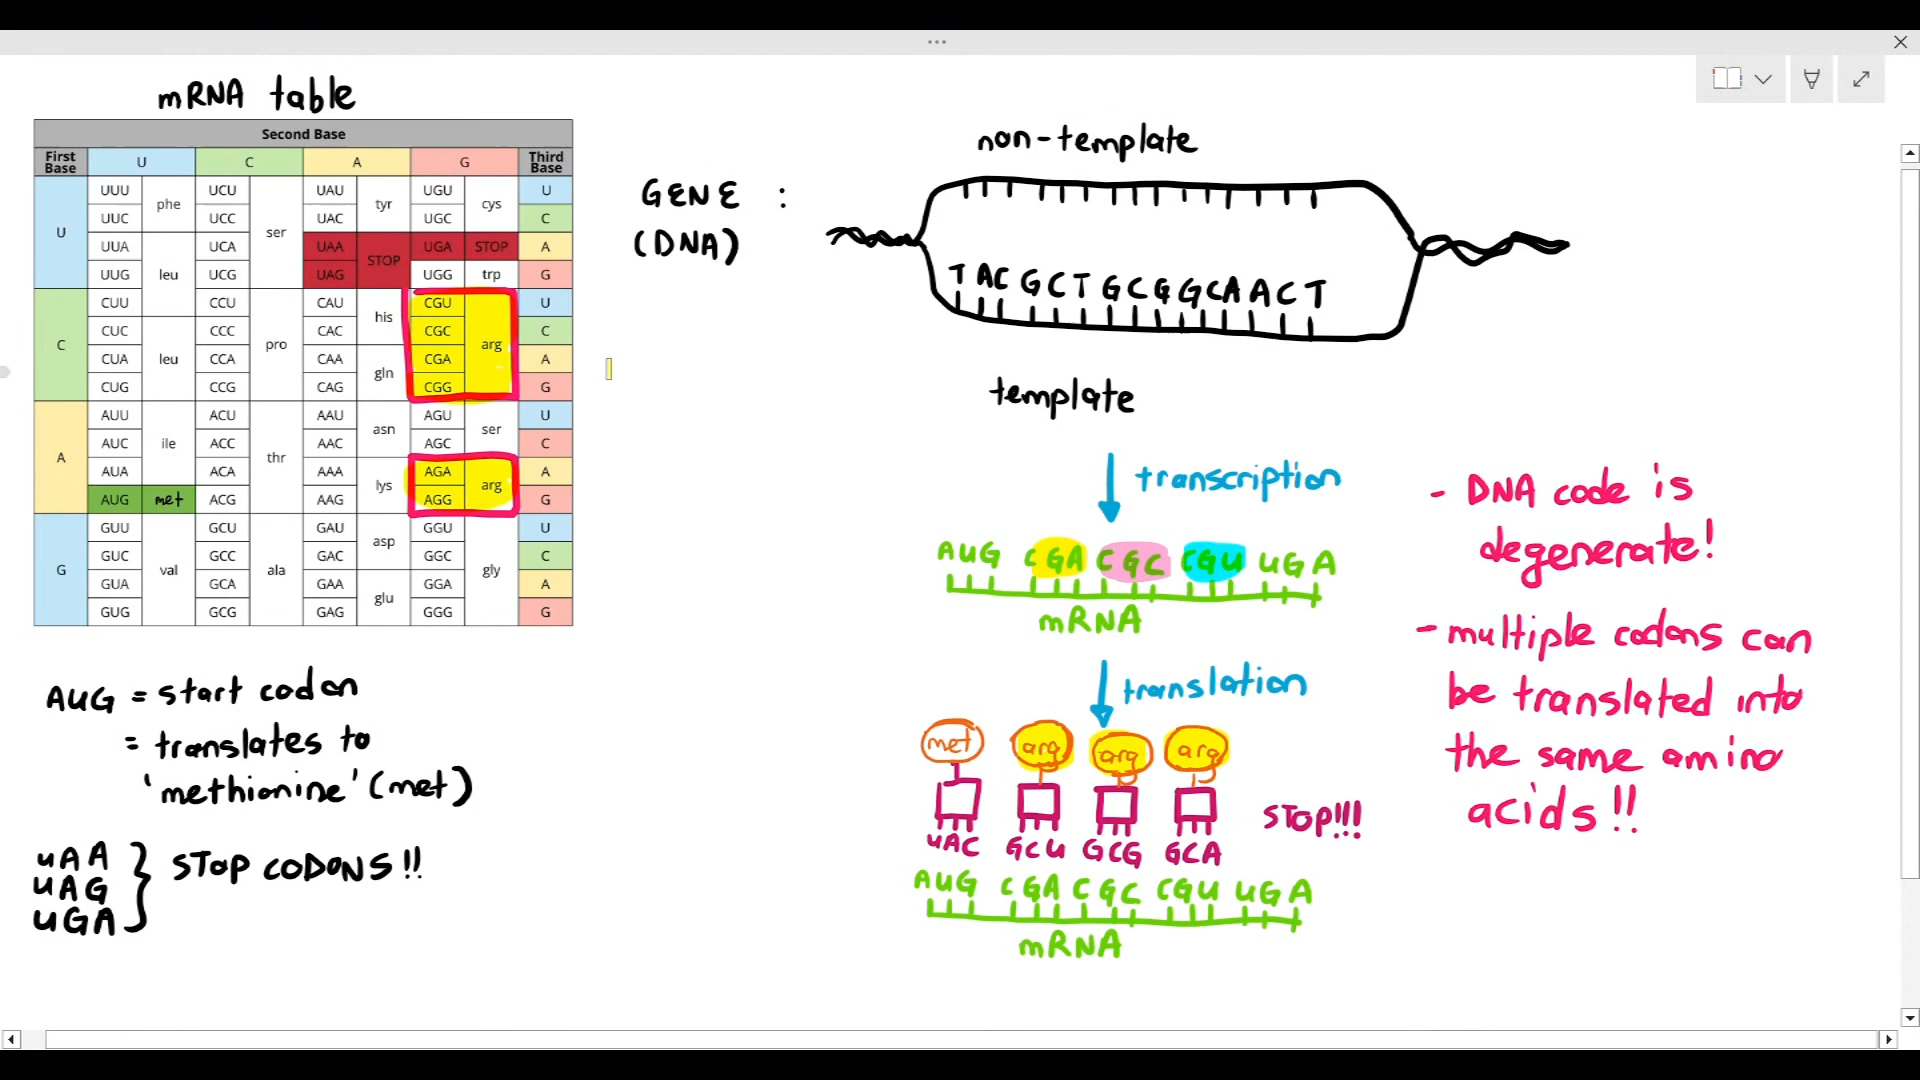 mRNA table
Second Base
First Base U C A G Third Base
U UUU phe UCU ser UAU tyr UGU cys U
UUC UCC UAC UGC C
UUA leu UCA UAA STOP UGA STOP A
UUG UCG UAG UGG trp G
C CUU leu CCU pro CAU his CGU arg U
CUC CCC CAC CGC C
CUA CCA CAA gln CGA A
CUG CCG CAG CGG G
A AUU ile ACU thr AAU asn AGU ser U
AUC ACC AAC AGC C
AUA ACA AAA lys AGA arg A
AUG met ACG AAG AGG G
G GUU val GCU ala GAU asp GGU gly U
GUC GCC GAC GGC C
GUA GCA GAA glu GGA A
GUG GCG GAG GGG G
AUG = start codon
= translates to
'methionine' (met)
UAA
UAG
UGA
STOP CODONS!!
non-template
GENE :
(DNA)
TAC GCT GCG GCA ACT
template
transcription
AUG CGA CGC CGU UGA
mRNA
translation
met arg arg arg
STOP!!!
UAC GCU GCG GCA
AUG CGA CGC CGU UGA
mRNA
- DNA code is
degenerate!
- multiple codons can
be translated into
the same amino
acids!!